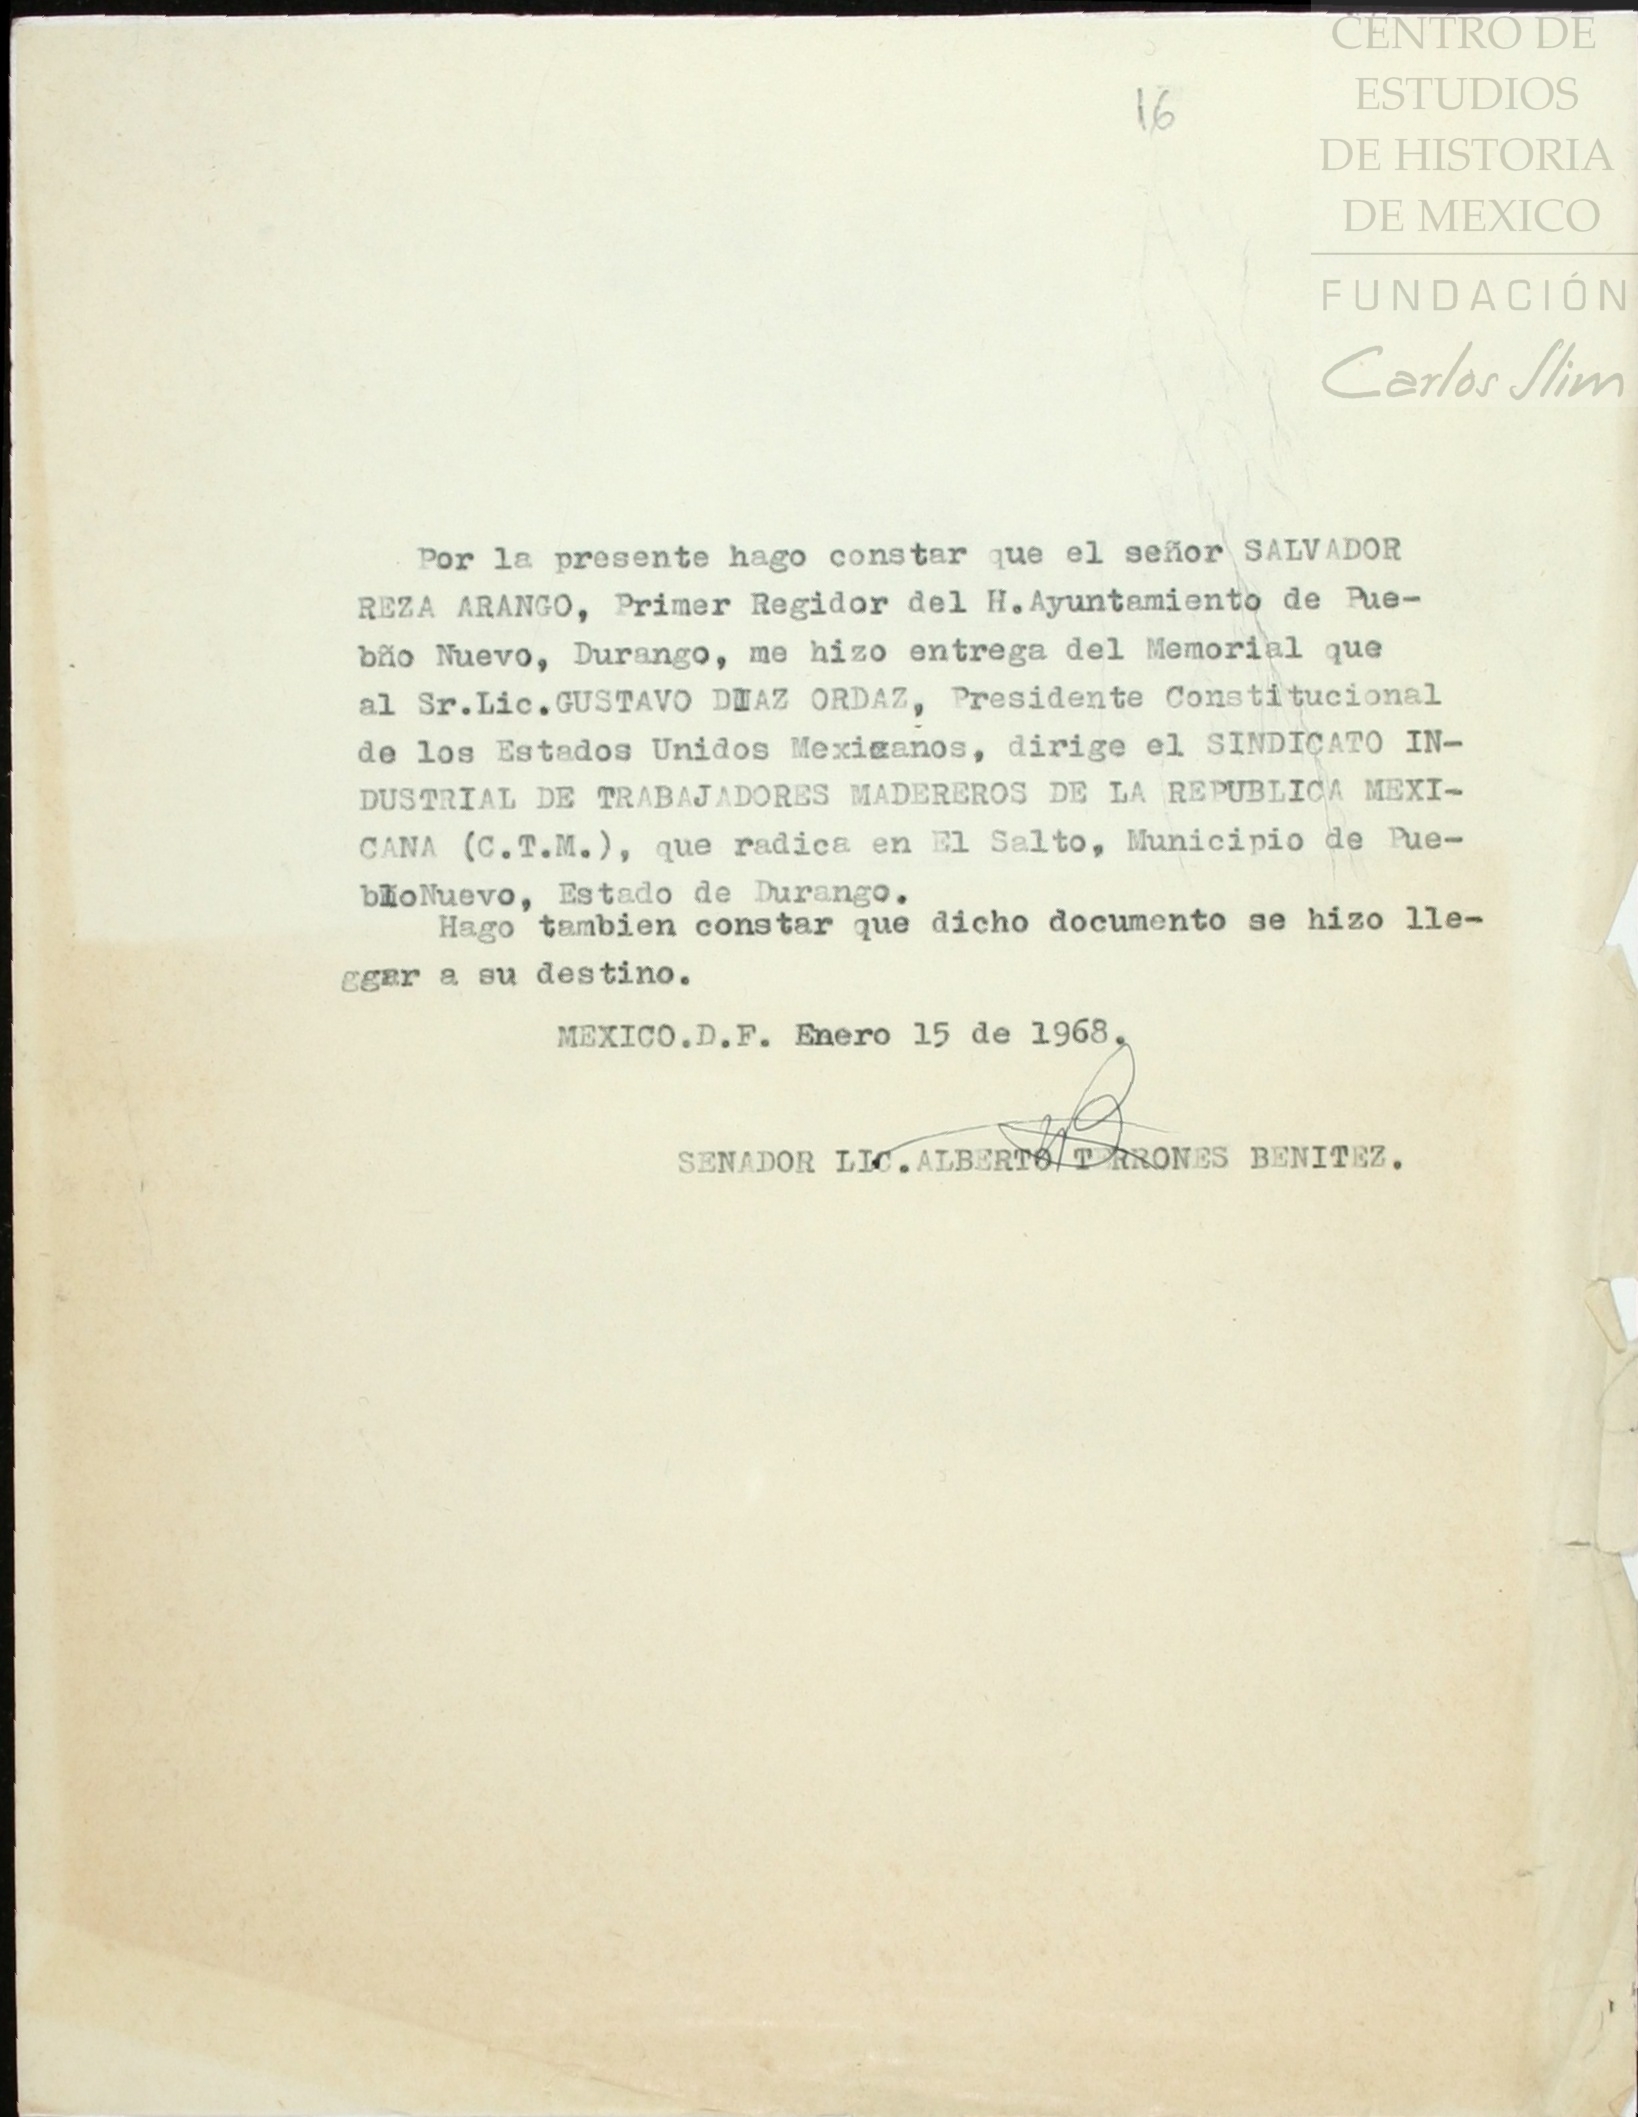 CENTRO DE
ESTUDIOS
DE HISTORIA
DE MEXICO
FUNDACIÓN
Carlos Slim
16
Por la presente hago constar que el señor SALVADOR
REZA ARANGO, Primer Regidor del H.Ayuntamiento de Pue-
blo Nuevo, Durango, me hizo entrega del Memorial que
al Sr.Lic.GUSTAVO DIAZ ORDAZ, Presidente Constitucional
de los Estados Unidos Mexicanos, dirige el SINDICATO IN-
DUSTRIAL DE TRABAJADORES MADEREROS DE LA REPUBLICA MEXI-
CANA (C.T.M.), que radica en El Salto, Municipio de Pue-
bloNuevo, Estado de Durango.
Hago tambien constar que dicho documento se hizo lle-
ggar a su destino.
MEXICO.D.F. Enero 15 de 1968.
SENADOR LIC.ALBERTO TERRONES BENITEZ.